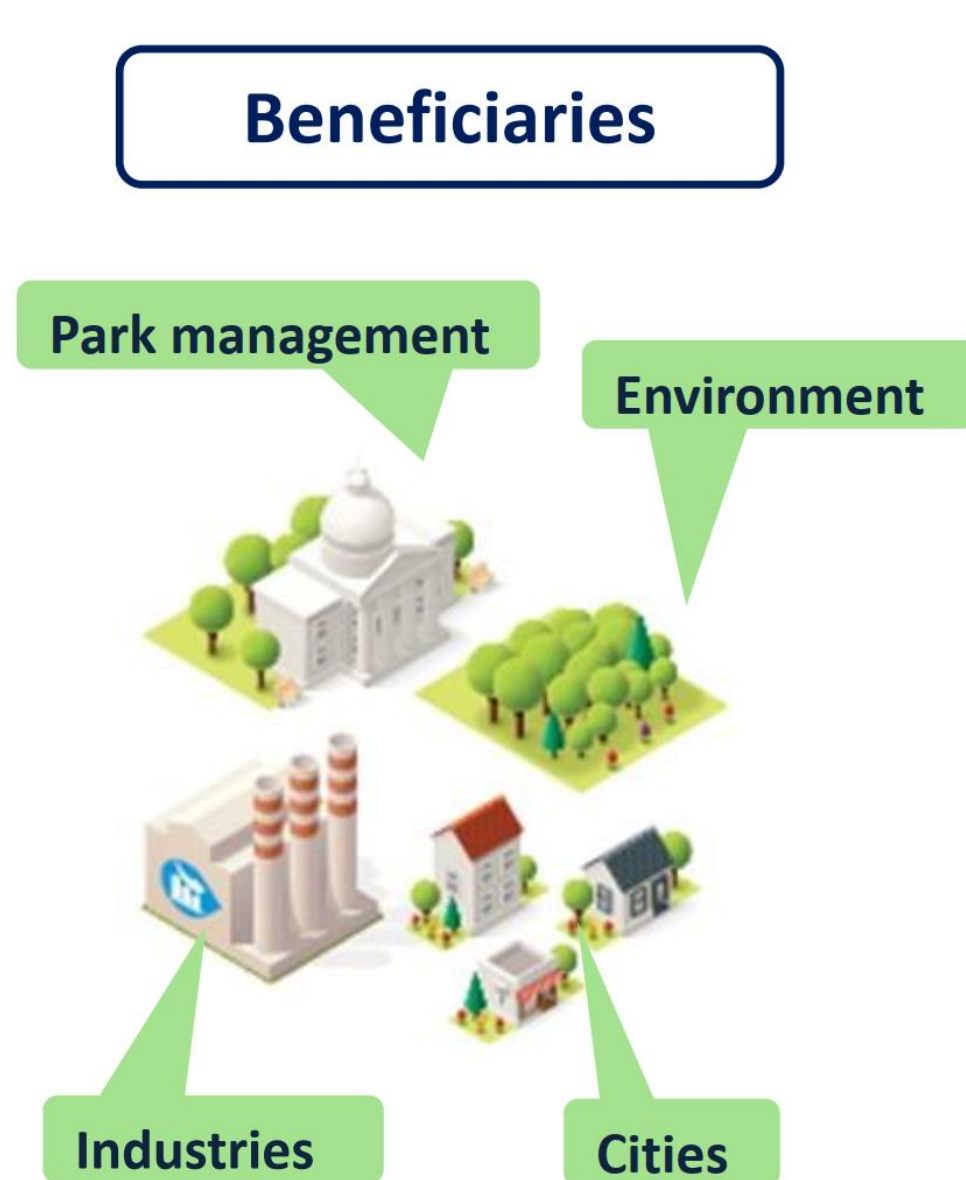 Beneficiaries
Park management
Environment
Industries
Cities